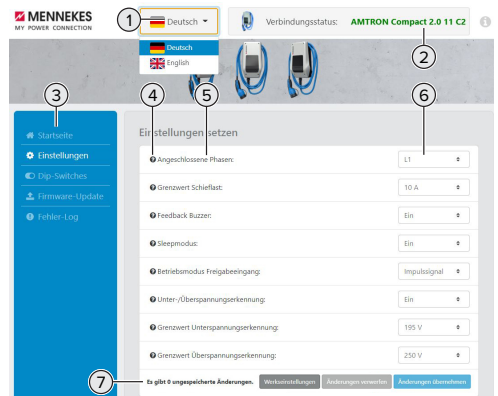 MENNEKES
MY POWER CONNECTION
1
Deutsch
Verbindungsstatus: AMTRON Compact 2.0 11 C2
Deutsch
English
2
3
4
5
6
Startseite
Einstellungen
Dip-Switches
Firmware-Update
Fehler-Log
Einstellungen setzen
Angeschlossene Phasen: L1
Grenzwert Schieflast: 10 A
Feedback Buzzer: Ein
Sleepmodus: Ein
Betriebsmodus Freigabeeingang: Impulssignal
Unter-/Überspannungserkennung: Ein
Grenzwert Unterspannungserkennung: 195 V
Grenzwert Überspannungserkennung: 250 V
7
Es gibt 0 ungespeicherte Änderungen. Werkseinstellungen Änderungen verwerfen Änderungen übernehmen